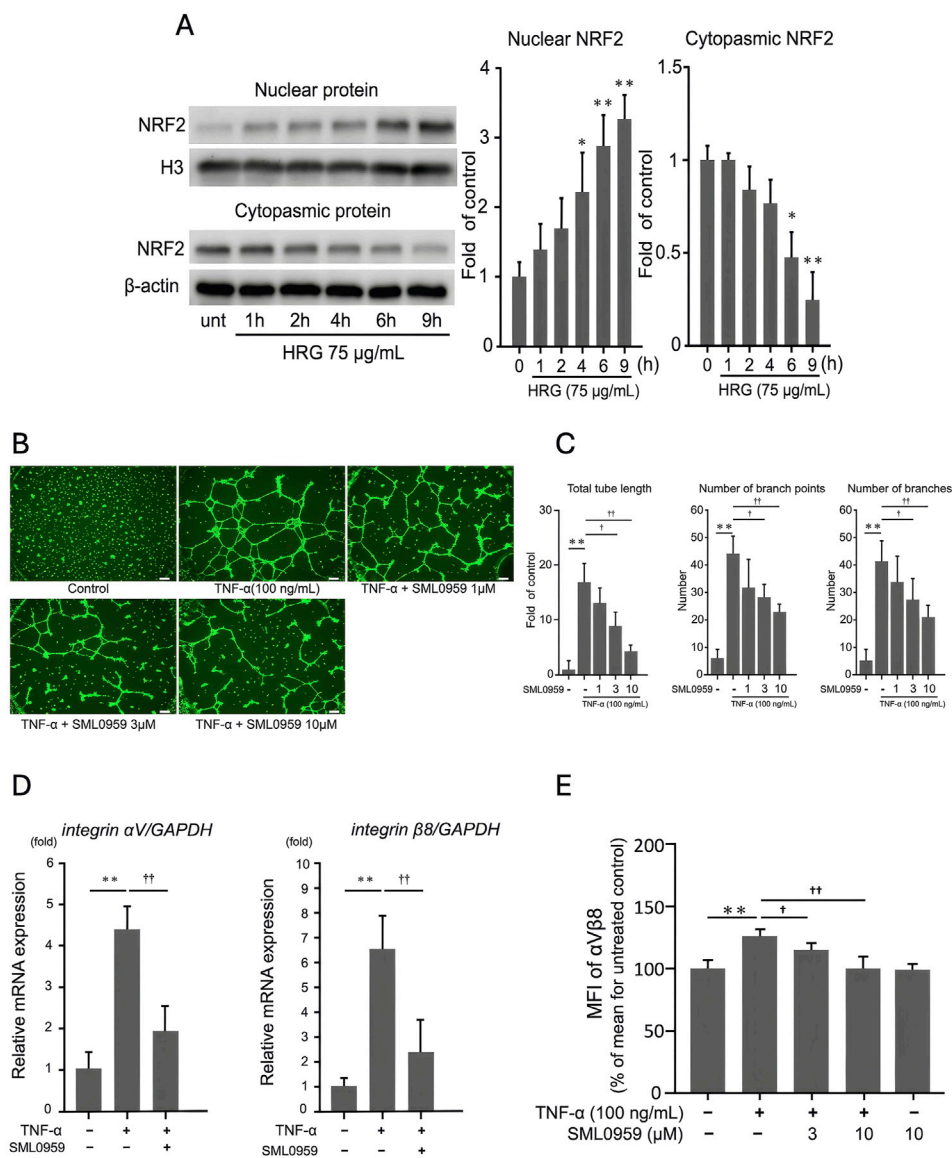 A
Nuclear protein
NRF2
H3
Cytopasmic protein
NRF2
β-actin
unt 1h 2h 4h 6h 9h
HRG 75 μg/mL
Nuclear NRF2
Fold of control
4
3
2
1
0
* ** **
0 1 2 4 6 9 (h)
HRG (75 μg/mL)
Cytopasmic NRF2
Fold of control
1.5
1
0.5
0
* **
0 1 2 4 6 9 (h)
HRG (75 μg/mL)
B
Control
TNF-α(100 ng/mL)
TNF-α + SML0959 1μM
TNF-α + SML0959 3μM
TNF-α + SML0959 10μM
C
Total tube length
Fold of control
30
20
10
0
††
†
**
SML0959 - - 1 3 10
TNF-α (100 ng/mL)
Number of branch points
Number
60
50
40
30
20
10
0
††
†
**
SML0959 - - 1 3 10
TNF-α (100 ng/mL)
Number of branches
Number
60
50
40
30
20
10
0
††
†
**
SML0959 - - 1 3 10
TNF-α (100 ng/mL)
D
integrin αV/GAPDH
(fold)
Relative mRNA expression
6
5
4
3
2
1
0
** ††
TNF-α – + +
SML0959 – – +
integrin β8/GAPDH
(fold)
Relative mRNA expression
10
9
8
7
6
5
4
3
2
1
0
** ††
TNF-α – + +
SML0959 – – +
E
MFI of αVβ8
(% of mean for untreated control)
200
150
100
50
0
††
** †
TNF-α (100 ng/mL) – + + + –
SML0959 (μM) – – 3 10 10